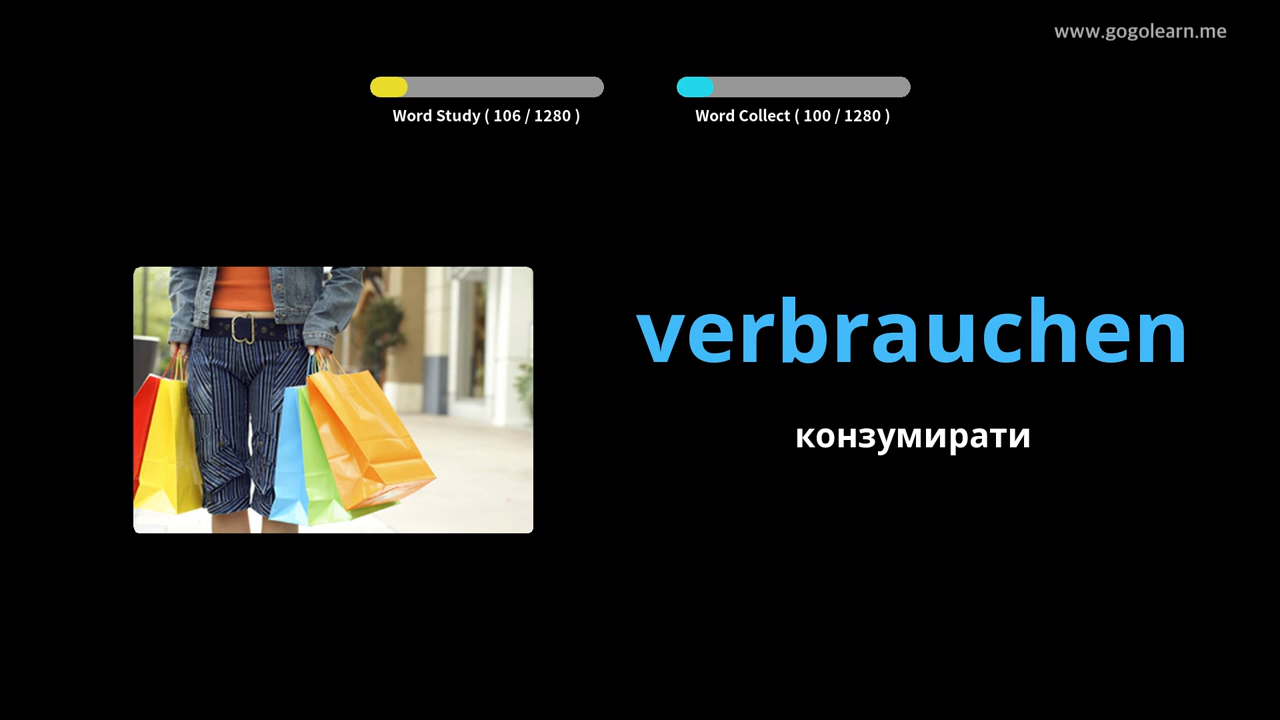 www.gogolearn.me
Word Study ( 106 / 1280 )
Word Collect ( 100 / 1280 )
verbrauchen
конзумирати